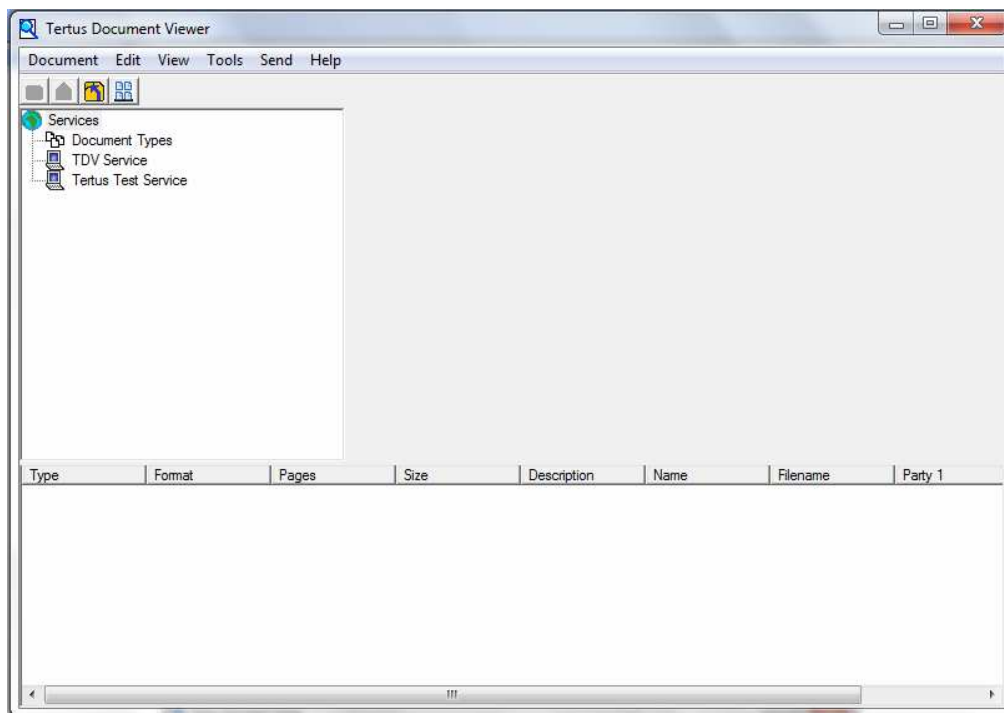 Tertus Document Viewer
Document Edit View Tools Send Help
Services
Document Types
TDV Service
Tertus Test Service
Type Format Pages Size Description Name Filename Party 1